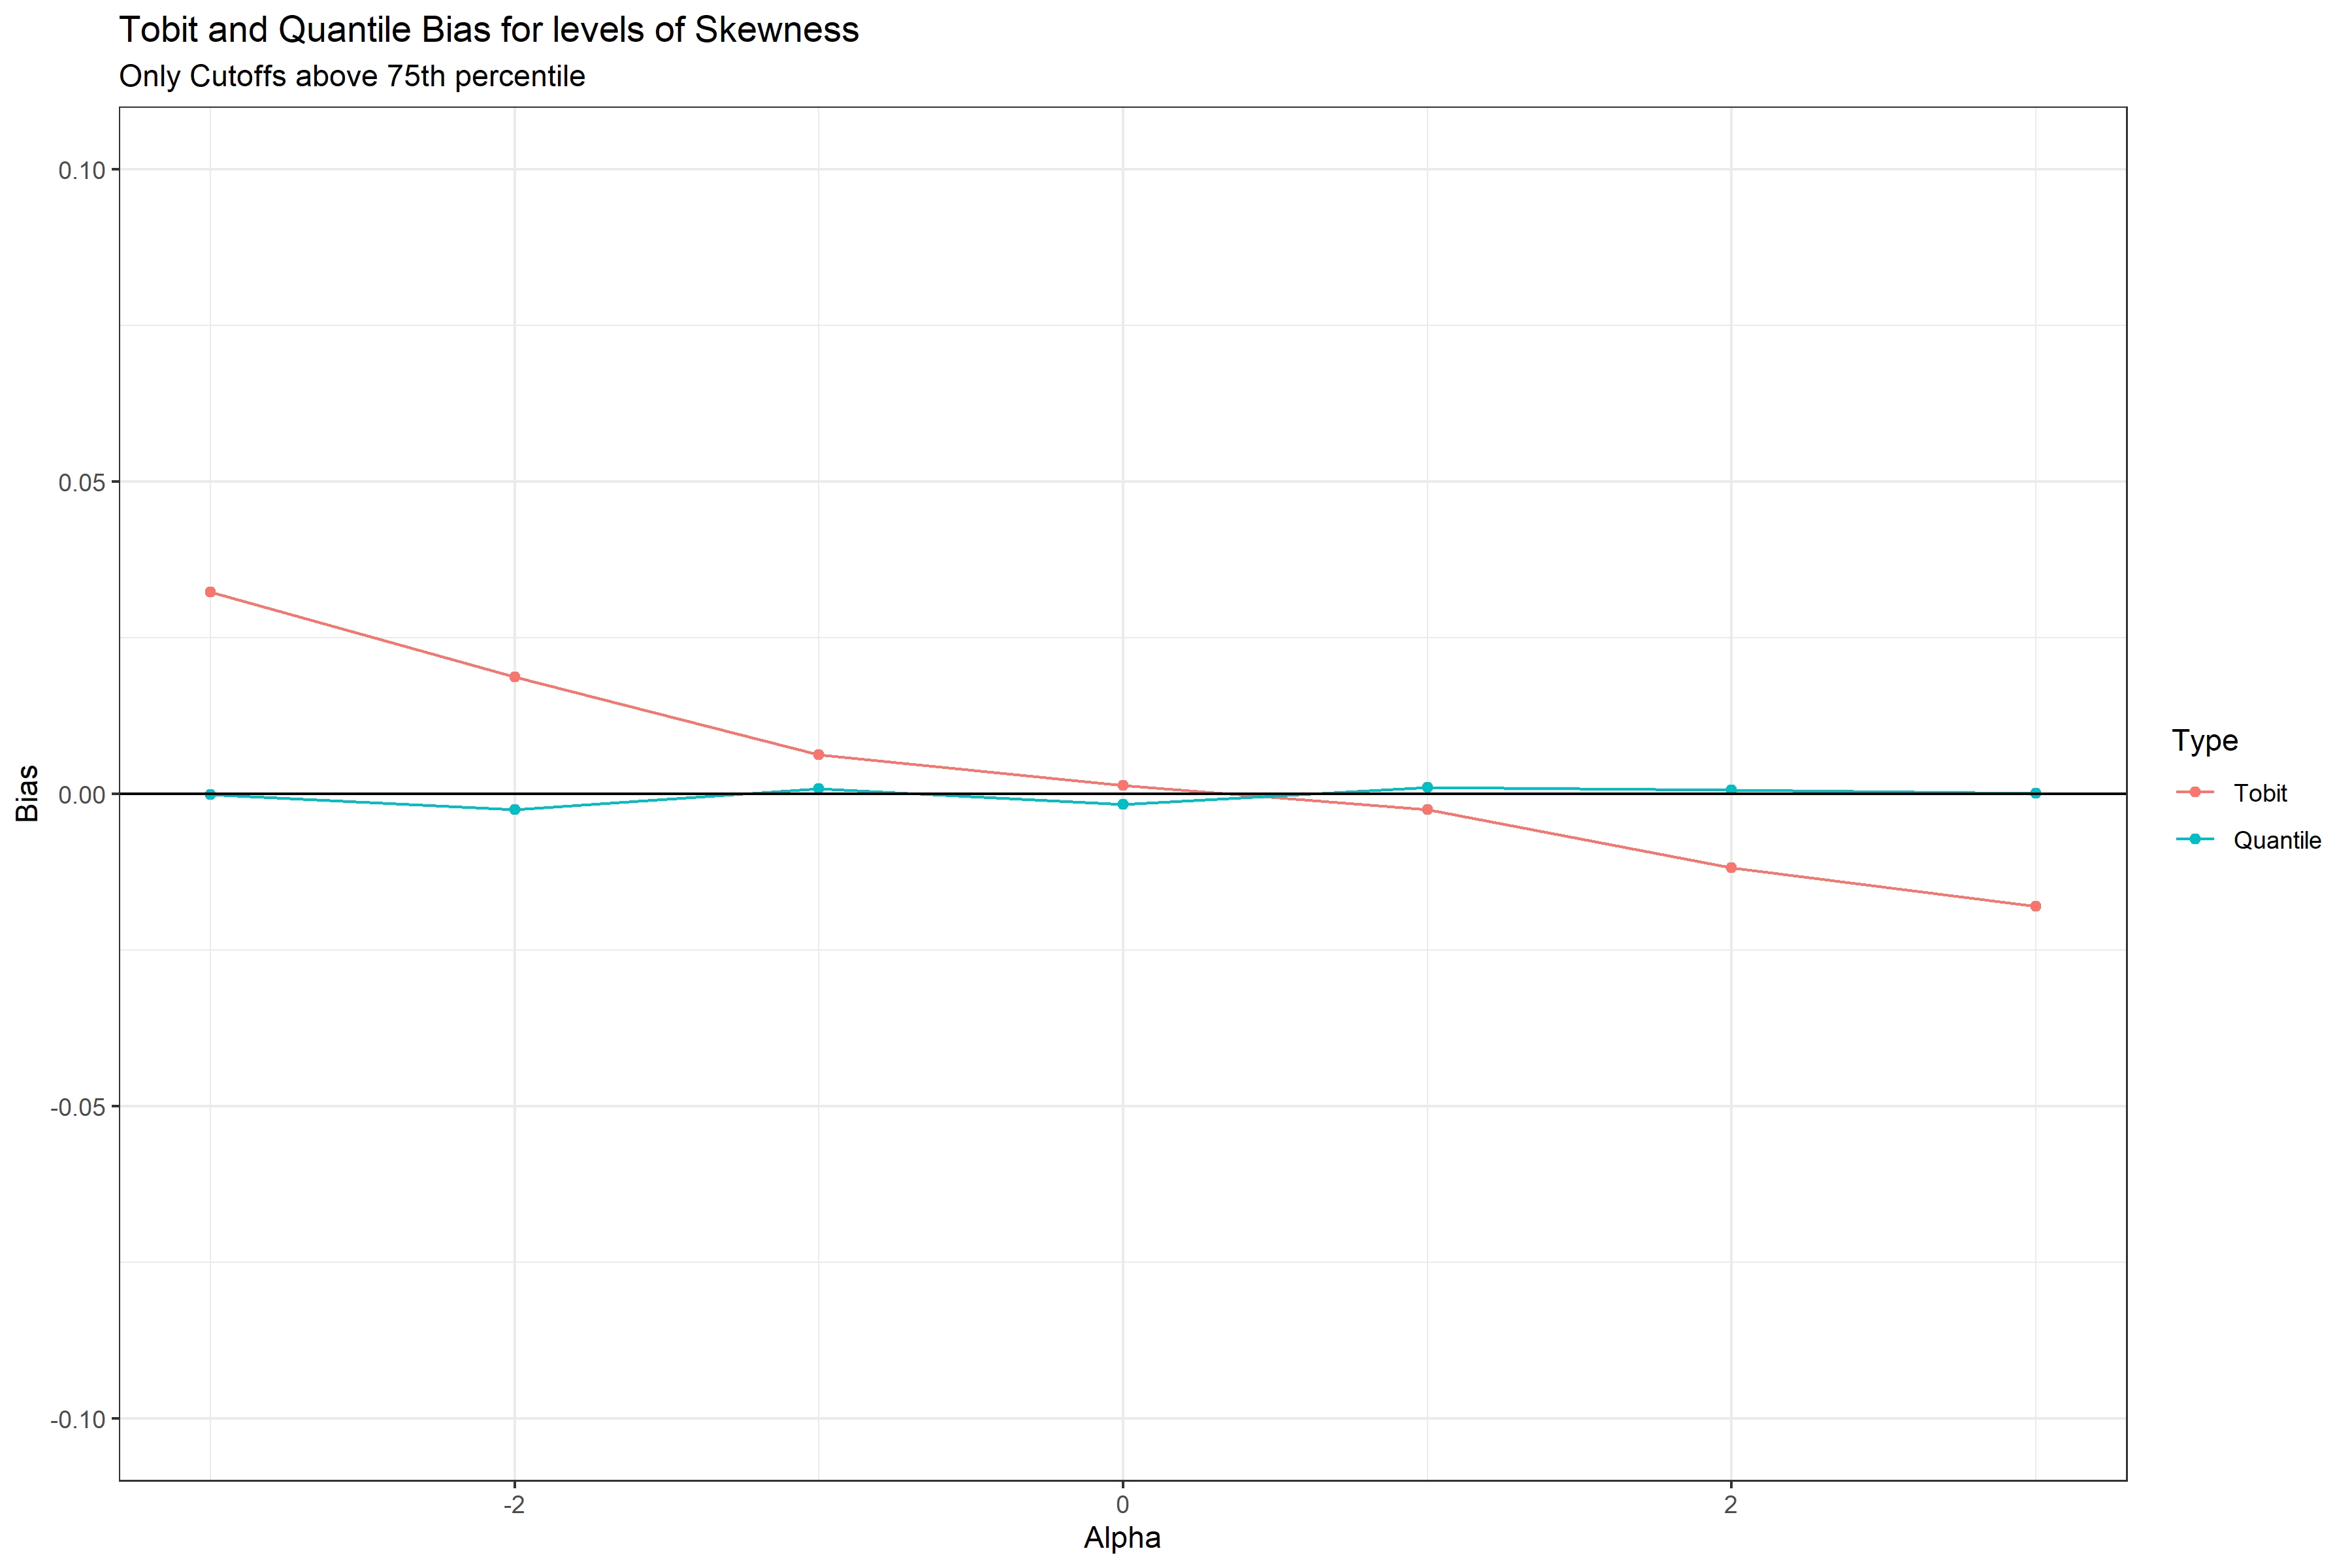 Tobit and Quantile Bias for levels of Skewness
Only Cutoffs above 75th percentile
0.10
0.05
0.00
-0.05
-0.10
Bias
-2
0
2
Alpha
Type
Tobit
Quantile